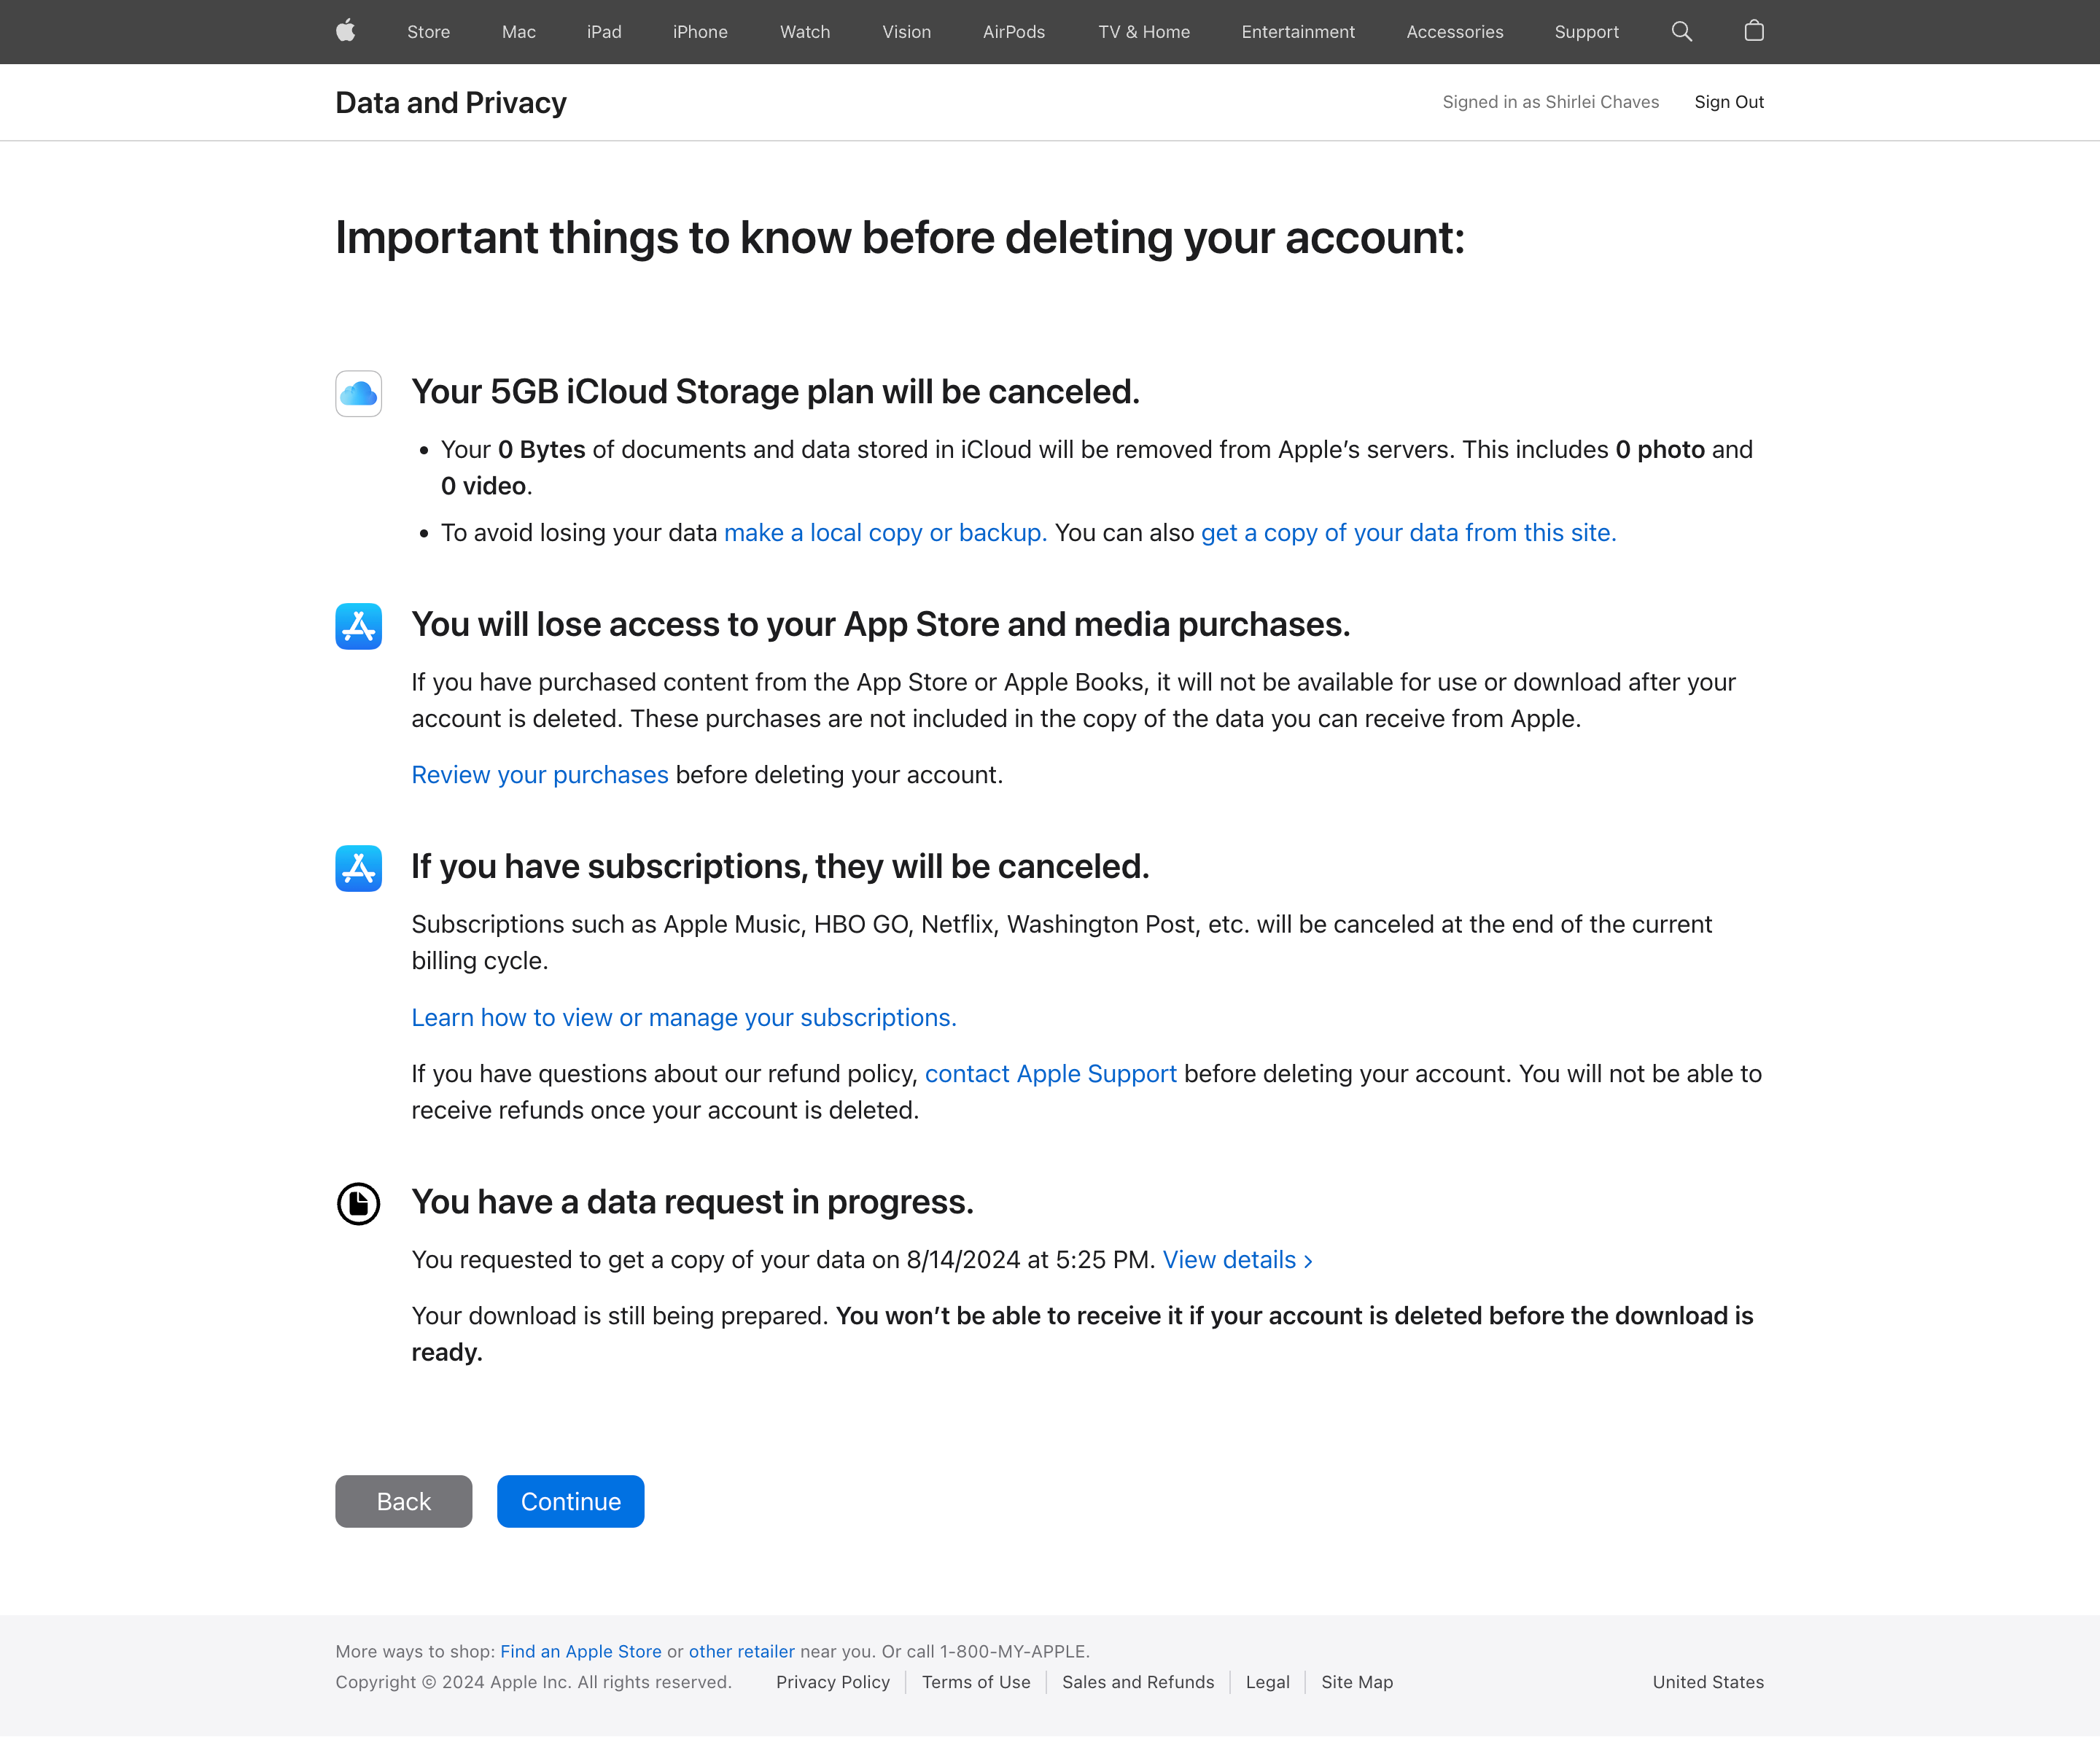 Store Mac iPad iPhone Watch Vision AirPods TV & Home Entertainment Accessories Support
Data and Privacy
Signed in as Shirlei Chaves Sign Out
Important things to know before deleting your account:
Your 5GB iCloud Storage plan will be canceled.
• Your 0 Bytes of documents and data stored in iCloud will be removed from Apple’s servers. This includes 0 photo and
0 video.
• To avoid losing your data make a local copy or backup. You can also get a copy of your data from this site.
You will lose access to your App Store and media purchases.
If you have purchased content from the App Store or Apple Books, it will not be available for use or download after your
account is deleted. These purchases are not included in the copy of the data you can receive from Apple.
Review your purchases before deleting your account.
If you have subscriptions, they will be canceled.
Subscriptions such as Apple Music, HBO GO, Netflix, Washington Post, etc. will be canceled at the end of the current
billing cycle.
Learn how to view or manage your subscriptions.
If you have questions about our refund policy, contact Apple Support before deleting your account. You will not be able to
receive refunds once your account is deleted.
You have a data request in progress.
You requested to get a copy of your data on 8/14/2024 at 5:25 PM. View details >
Your download is still being prepared. You won’t be able to receive it if your account is deleted before the download is
ready.
Back Continue
More ways to shop: Find an Apple Store or other retailer near you. Or call 1-800-MY-APPLE.
Copyright © 2024 Apple Inc. All rights reserved. Privacy Policy Terms of Use Sales and Refunds Legal Site Map United States